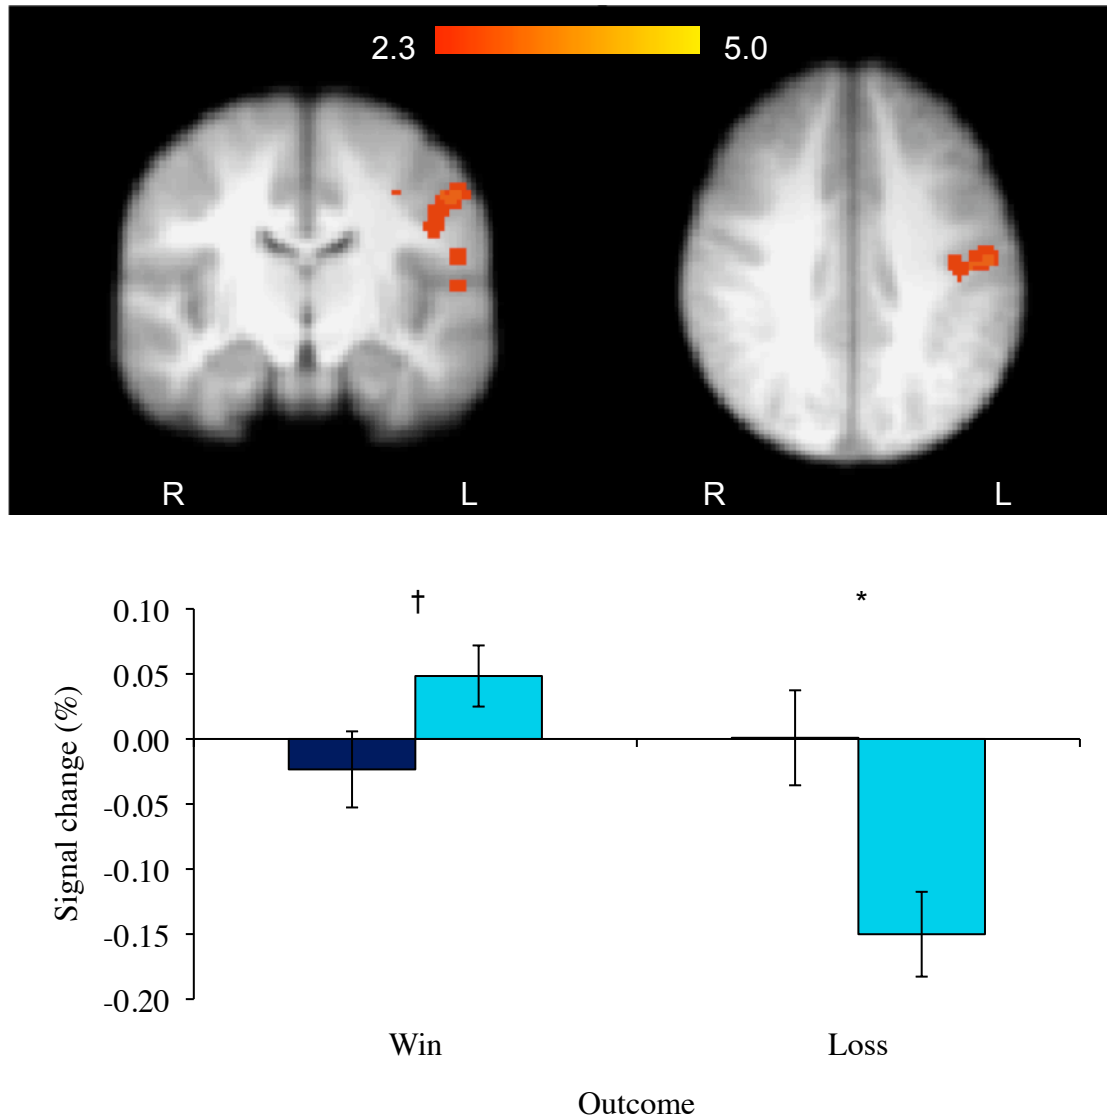 2.3 5.0
R L R L
† *
0.10
0.05
0.00
-0.05
-0.10
-0.15
-0.20
Signal change (%)
Win Loss
Outcome